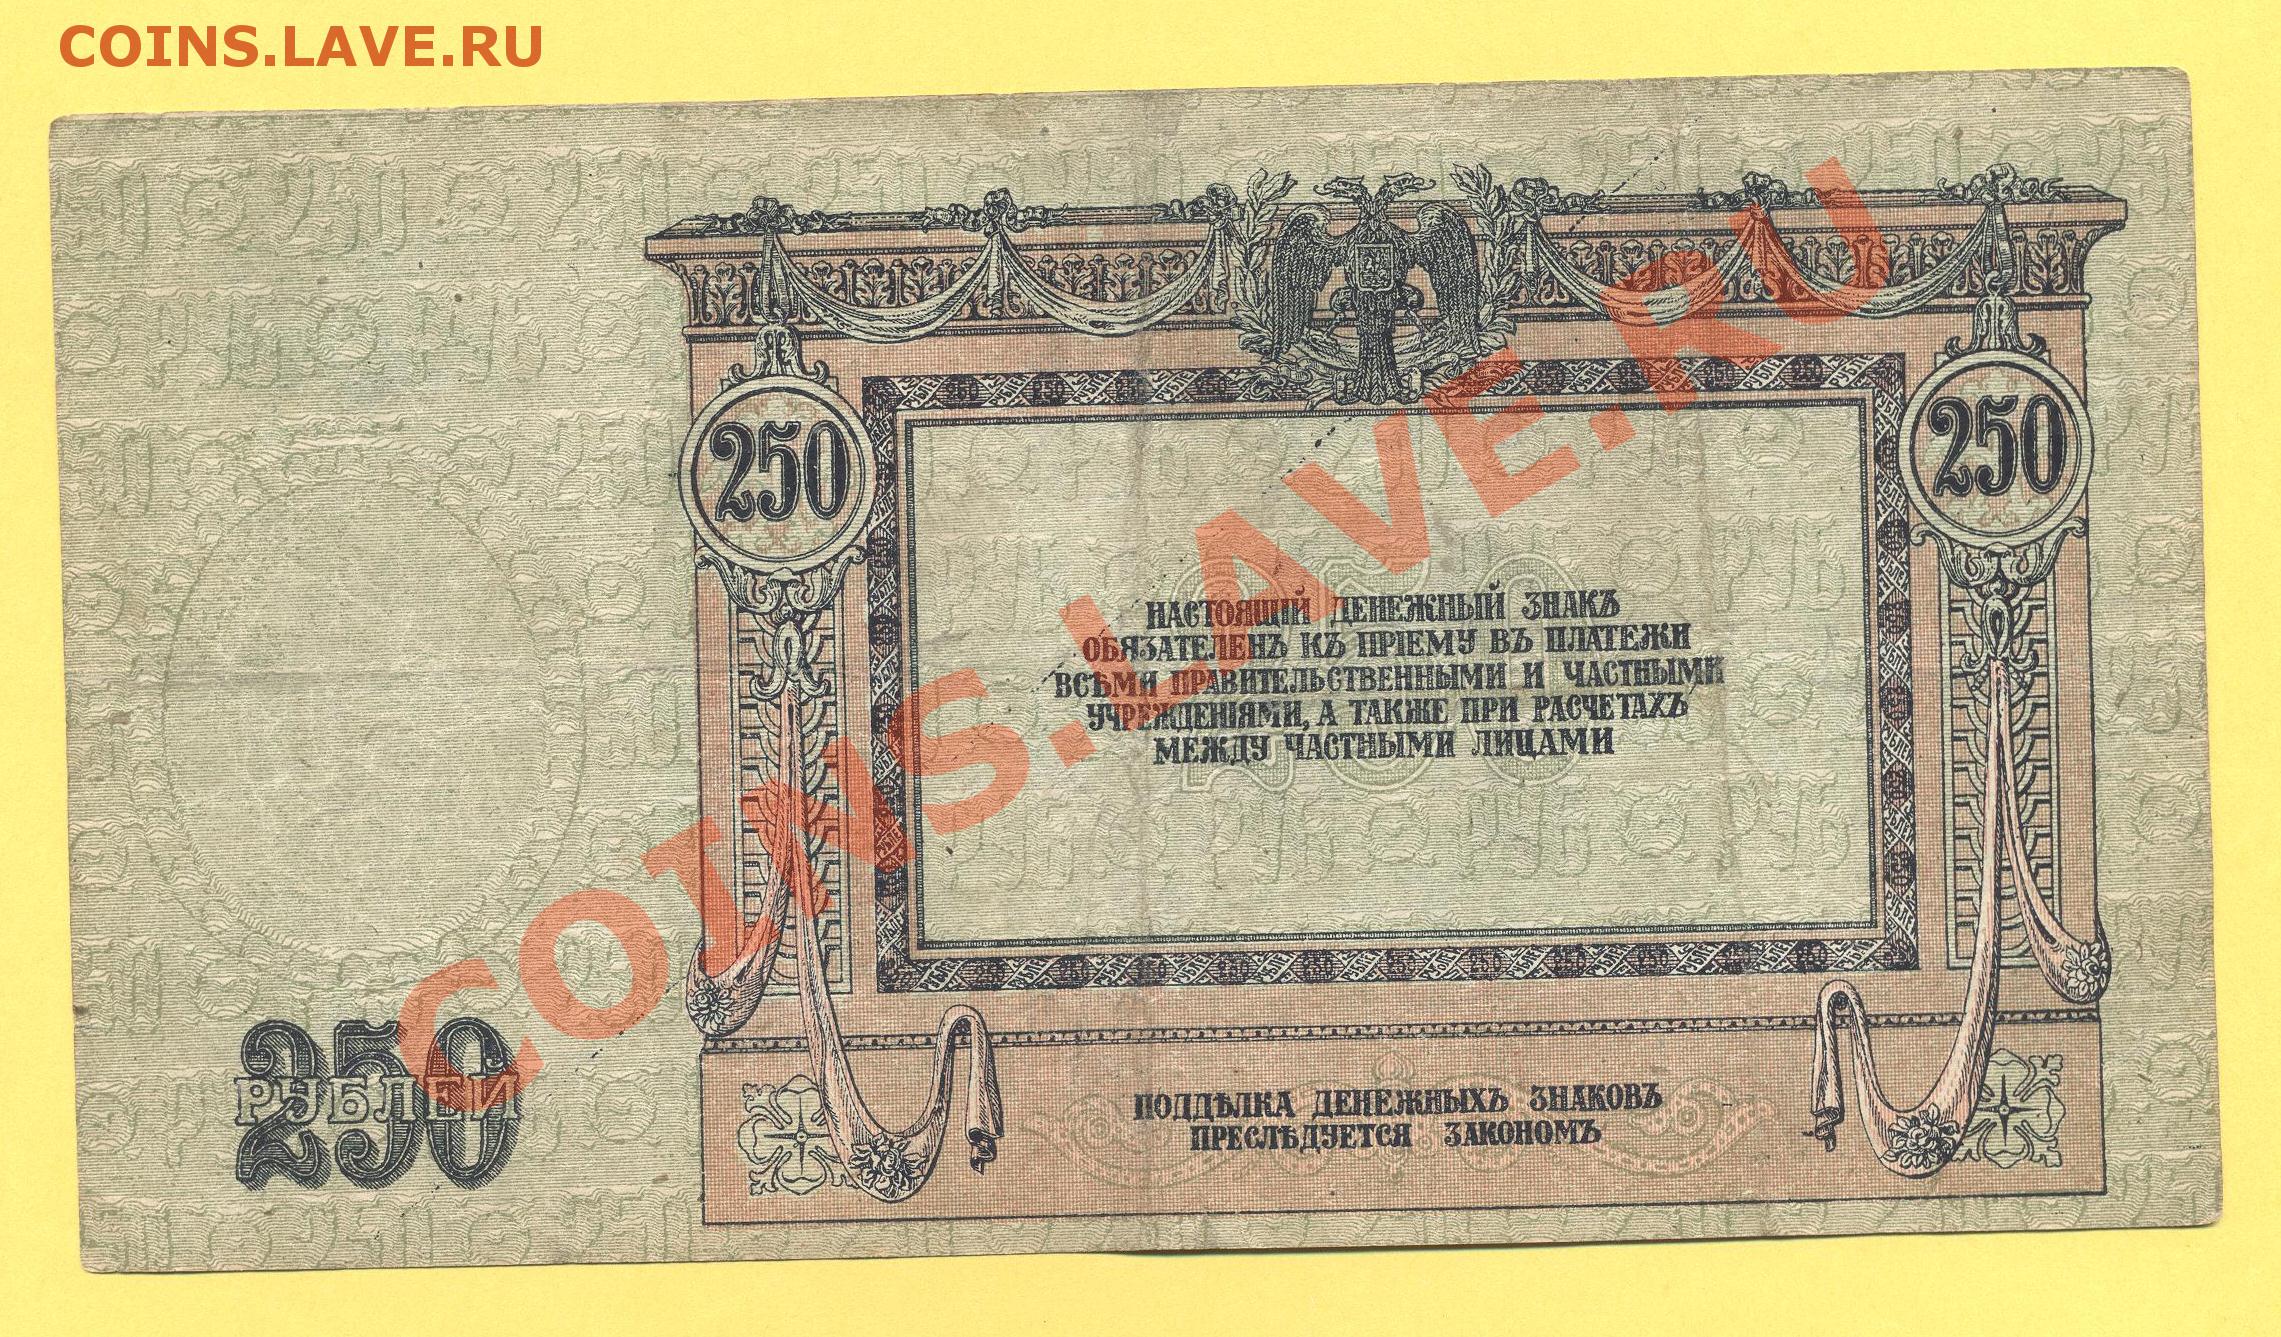 COINS.LAVE.RU
250
250
НАСТОЯЩІЙ ДЕНЕЖНЫЙ ЗНАКЪ
ОБЯЗАТЕЛЕНЪ КЪ ПРІЕМУ ВЪ ПЛАТЕЖИ
ВСѢМИ ПРАВИТЕЛЬСТВЕННЫМИ И ЧАСТНЫМИ
УЧРЕЖДЕНІЯМИ, А ТАКЖЕ ПРИ РАСЧЕТАХЪ
МЕЖДУ ЧАСТНЫМИ ЛИЦАМИ
COINS.LAVE.RU
250
РУБЛЕЙ
ПОДДѢЛКА ДЕНЕЖНЫХЪ ЗНАКОВЪ
ПРЕСЛѢДУЕТСЯ ЗАКОНОМЪ